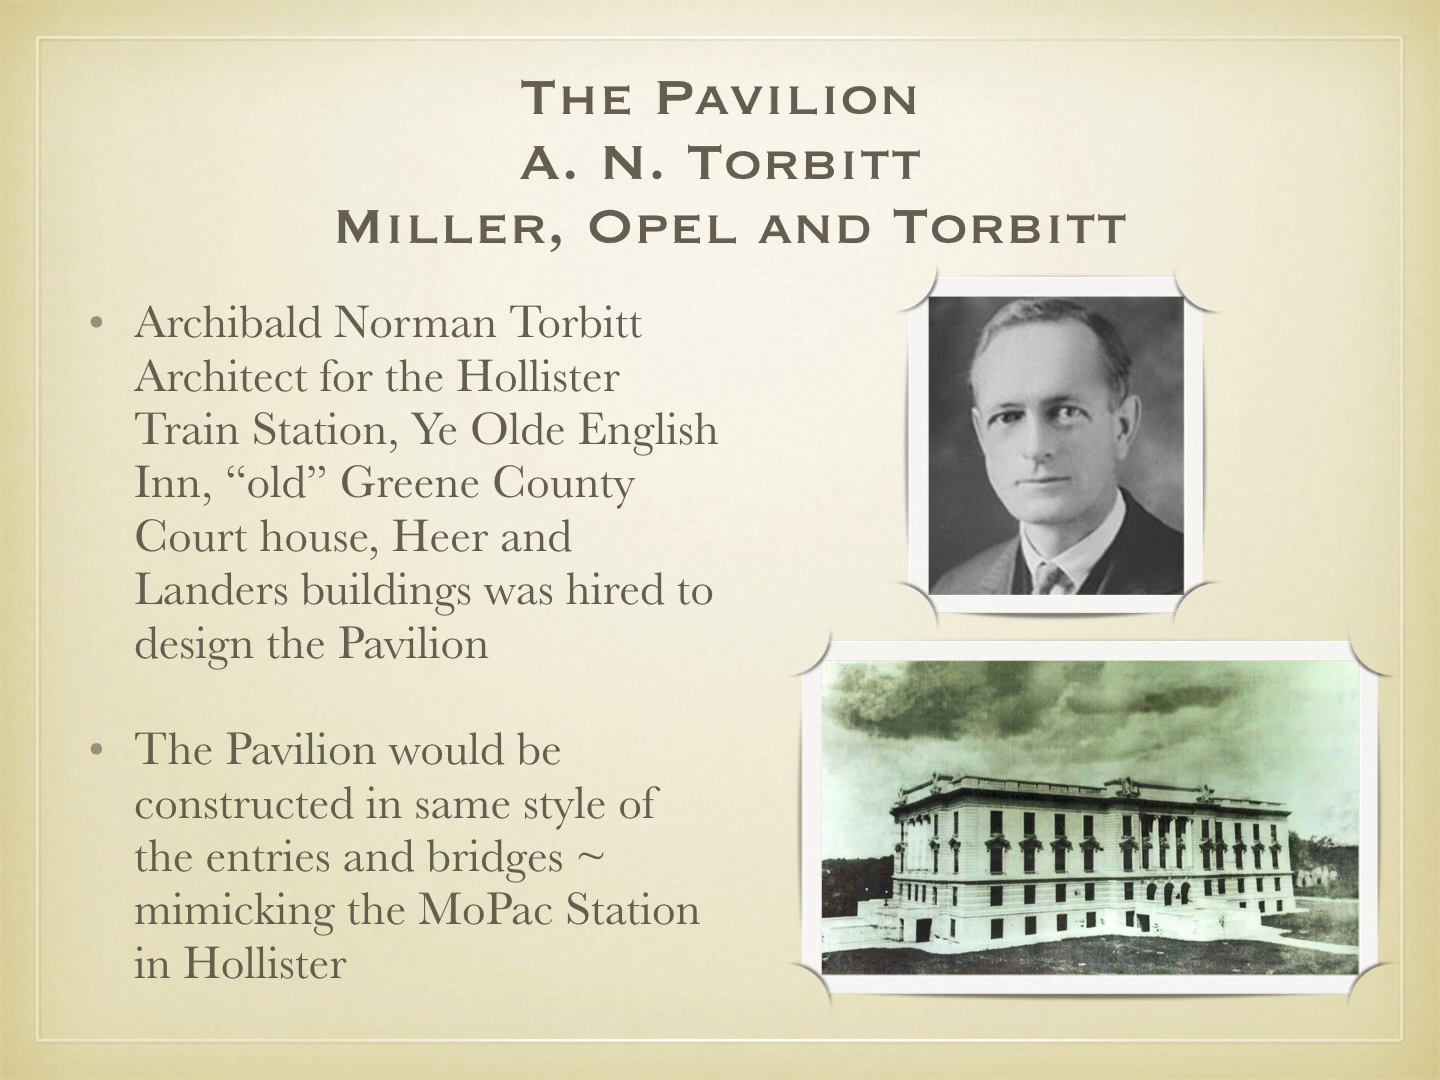 The Pavilion
A. N. Torbitt
Miller, Opel and Torbitt
• Archibald Norman Torbitt
Architect for the Hollister
Train Station, Ye Olde English
Inn, “old” Greene County
Court house, Heer and
Landers buildings was hired to
design the Pavilion
• The Pavilion would be
constructed in same style of
the entries and bridges ~
mimicking the MoPac Station
in Hollister